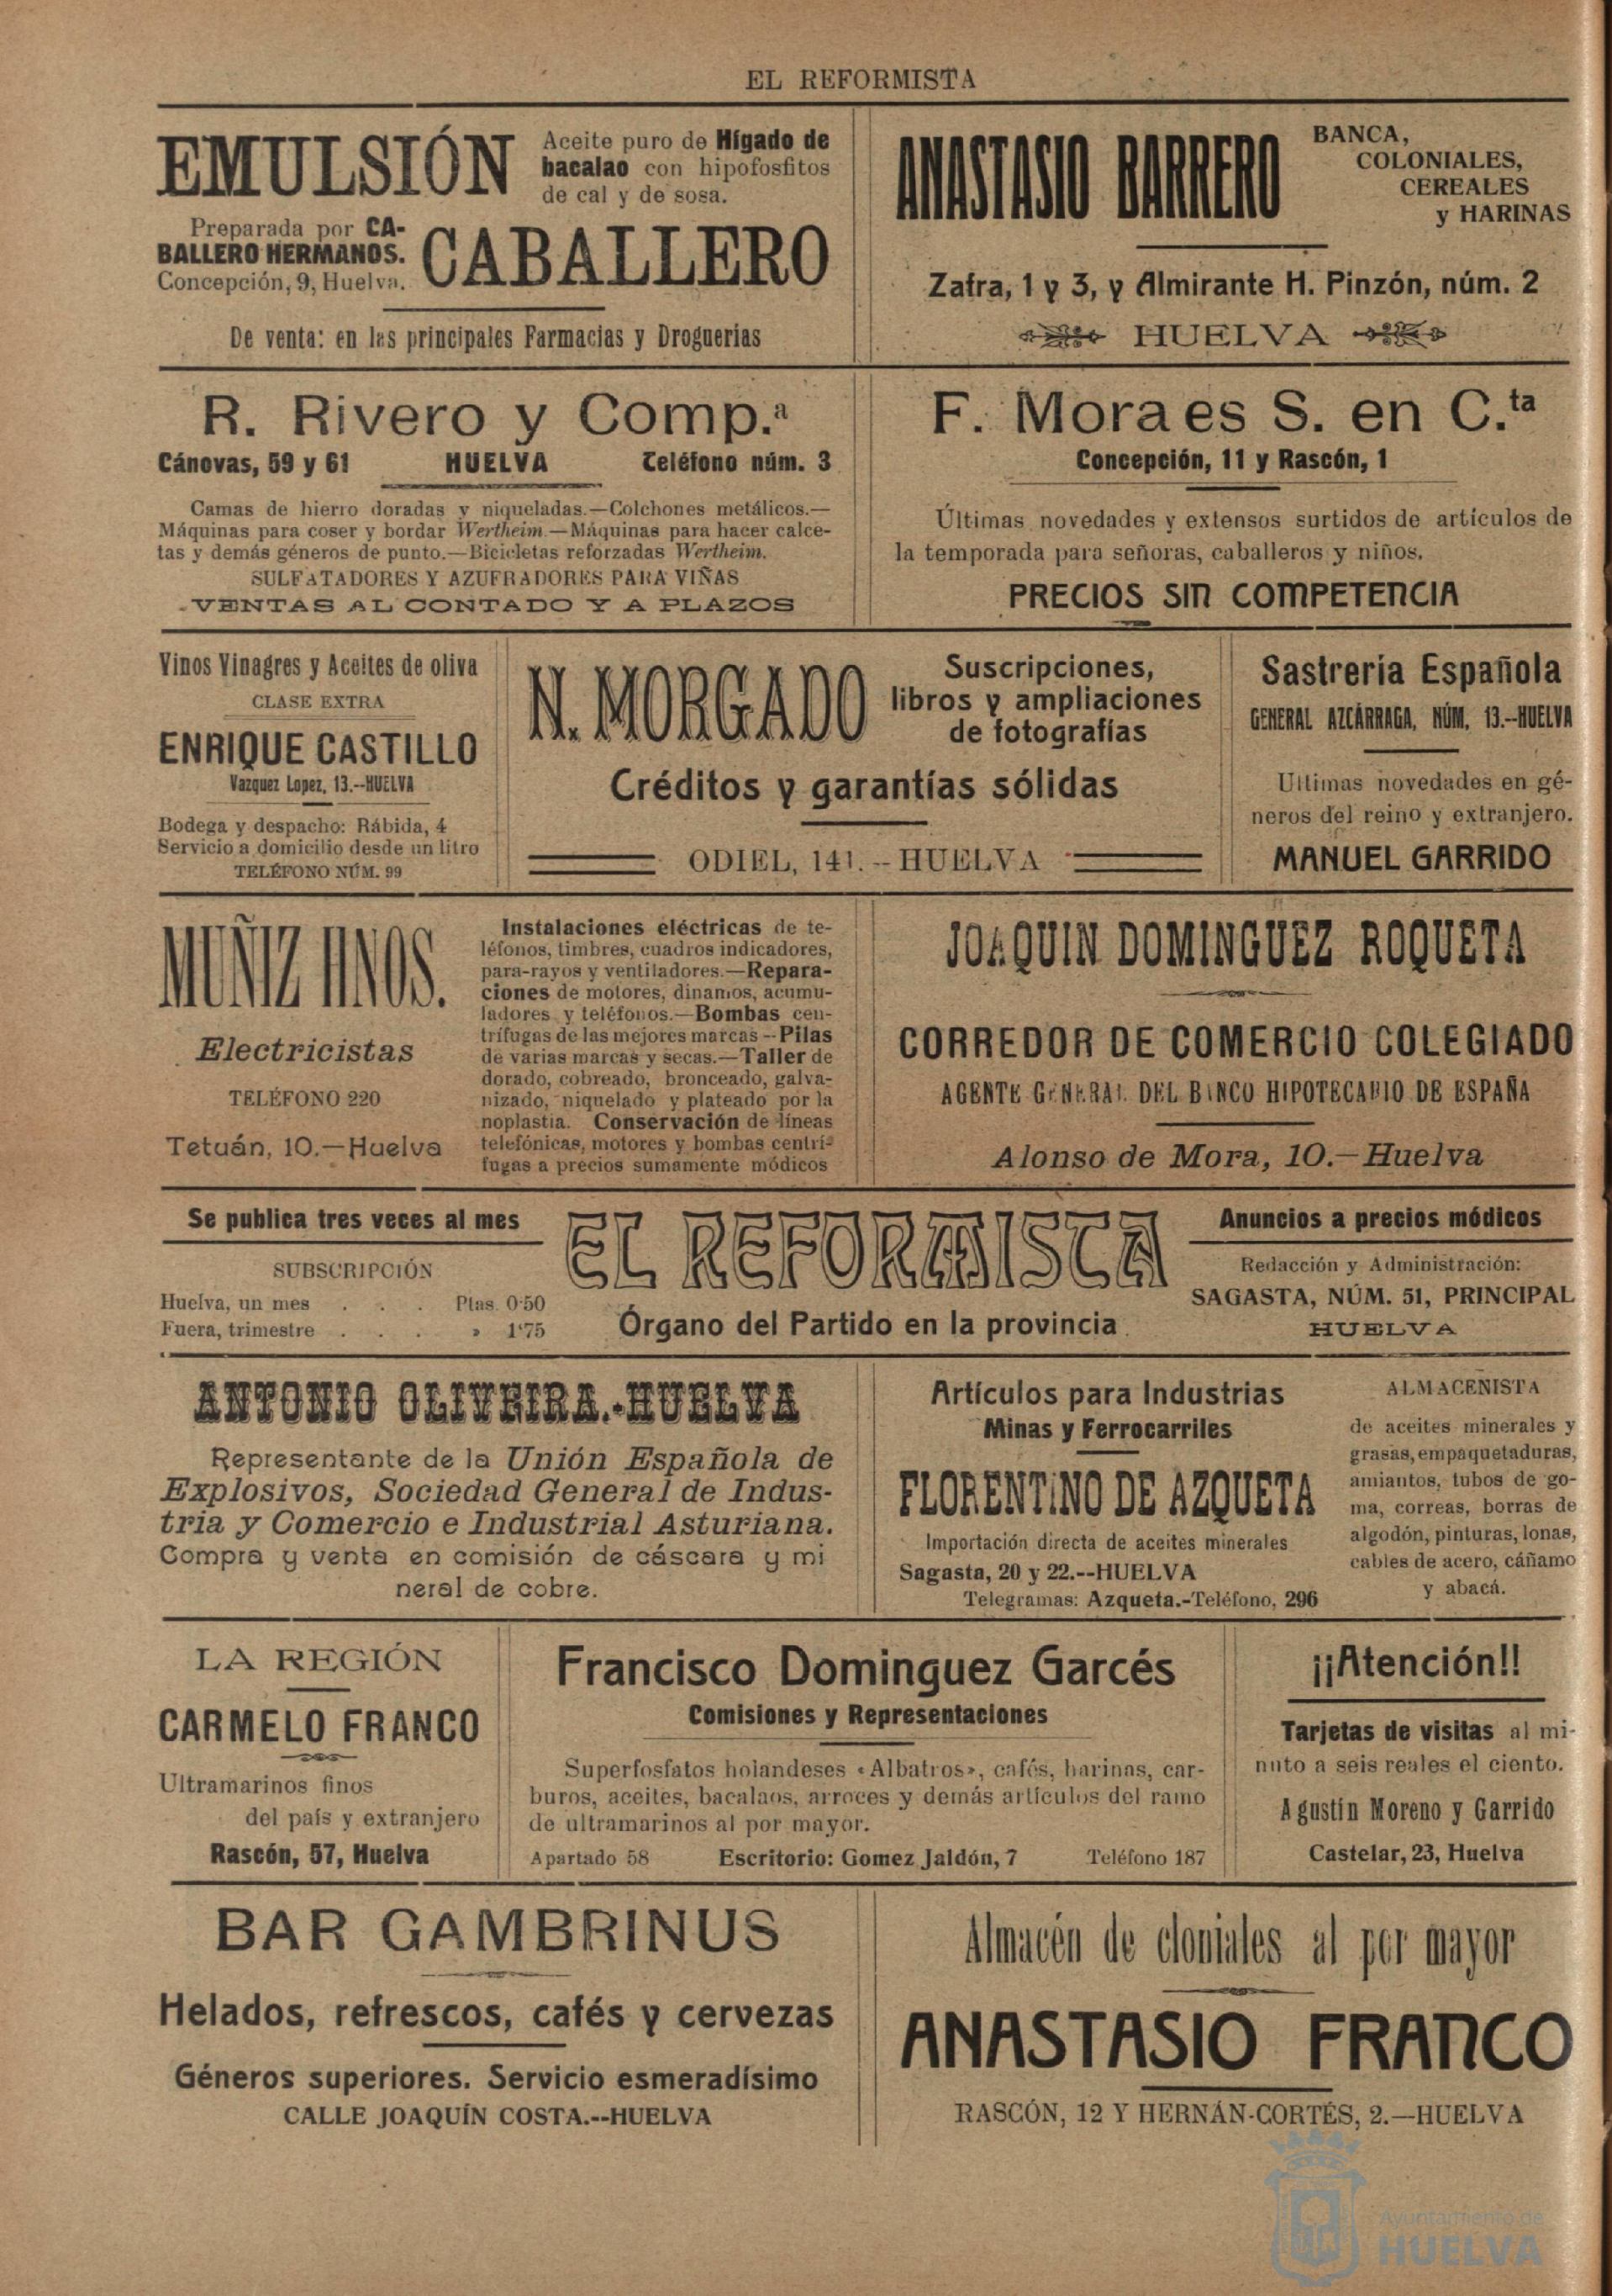 EL REFORMISTA
EMULSIÓN
Aceite puro de Hígado de
bacalao con hipofosfitos
de cal y de sosa.
Preparada por CA-
BALLERO HERMANOS.
Concepción, 9, Huelva.
CABALLERO
De venta: en las principales Farmacias y Droguerias
ANASTASIO BARRERO
BANCA,
COLONIALES,
CEREALES
y HARINAS
Zafra, 1 y 3, y Almirante H. Pinzón, núm. 2
HUELVA
R. Rivero y Comp.ª
Cánovas, 59 y 61 HUELVA Teléfono núm. 3
Camas de hierro doradas y niqueladas.—Colchones metálicos.—
Máquinas para coser y bordar Wertheim.—Máquinas para hacer calce-
tas y demás géneros de punto.—Bicicletas reforzadas Wertheim.
SULFATADORES Y AZUFRADORES PARA VIÑAS
VENTAS AL CONTADO Y A PLAZOS
F. Moraes S. en C.ta
Concepción, 11 y Rascón, 1
Últimas novedades y extensos surtidos de artículos de
la temporada para señoras, caballeros y niños.
PRECIOS SIN COMPETENCIA
Vinos Vinagres y Aceites de oliva
CLASE EXTRA
ENRIQUE CASTILLO
Vazquez Lopez, 13.--HUELVA
Bodega y despacho: Rábida, 4
Servicio a domicilio desde un litro
TELÉFONO NÚM. 99
N. MORGADO
Suscripciones,
libros y ampliaciones
de fotografías
Créditos y garantías sólidas
ODIEL, 141.--HUELVA
Sastrería Española
GENERAL AZCÁRRAGA, NÚM. 13.--HUELVA
Ultimas novedades en gé-
neros del reino y extranjero.
MANUEL GARRIDO
MUÑIZ HNOS.
Electricistas
TELÉFONO 220
Tetuán, 10.—Huelva
Instalaciones eléctricas de te-
léfonos, timbres, cuadros indicadores,
para-rayos y ventiladores.—Repara-
ciones de motores, dinamos, acumu-
ladores y teléfonos.—Bombas cen-
trífugas de las mejores marcas--Pilas
de varias marcas y secas.—Taller de
dorado, cobreado, bronceado, galva-
nizado, niquelado y plateado por la
noplastia. Conservación de líneas
telefónicas, motores y bombas centrí-
fugas a precios sumamente módicos
JOAQUIN DOMINGUEZ ROQUETA
CORREDOR DE COMERCIO COLEGIADO
AGENTE GENERAL DEL BANCO HIPOTECARIO DE ESPAÑA
Alonso de Mora, 10.—Huelva
Se publica tres veces al mes
SUBSCRIPCIÓN
Huelva, un mes . . . Ptas. 0‘50
Fuera, trimestre . . . » 1‘75
EL REFORMISTA
Órgano del Partido en la provincia
Anuncios a precios módicos
Redacción y Administración:
SAGASTA, NÚM. 51, PRINCIPAL
HUELVA
ANTONIO OLIVEIRA.-HUELVA
Representante de la Unión Española de
Explosivos, Sociedad General de Indus-
tria y Comercio e Industrial Asturiana.
Compra y venta en comisión de cáscara y mi
neral de cobre.
Artículos para Industrias
Minas y Ferrocarriles
FLORENTINO DE AZQUETA
Importación directa de aceites minerales
Sagasta, 20 y 22.--HUELVA
Telegramas: Azqueta.-Teléfono, 296
ALMACENISTA
de aceites minerales y
grasas, empaquetaduras,
amiantos, tubos de go-
ma, correas, borras de
algodón, pinturas, lonas,
cables de acero, cáñamo
y abacá.
LA REGIÓN
CARMELO FRANCO
Ultramarinos finos
del país y extranjero
Rascón, 57, Huelva
Francisco Dominguez Garcés
Comisiones y Representaciones
Superfosfatos holandeses «Albatros», cafés, harinas, car-
buros, aceites, bacalaos, arroces y demás artículos del ramo
de ultramarinos al por mayor.
Apartado 58 Escritorio: Gomez Jaldón, 7 Teléfono 187
¡¡Atención!!
Tarjetas de visitas al mi-
nuto a seis reales el ciento.
Agustín Moreno y Garrido
Castelar, 23, Huelva
BAR GAMBRINUS
Helados, refrescos, cafés y cervezas
Géneros superiores. Servicio esmeradísimo
CALLE JOAQUÍN COSTA.--HUELVA
Almacén de cloniales al por mayor
ANASTASIO FRANCO
RASCÓN, 12 Y HERNÁN-CORTÉS, 2.—HUELVA
Ayuntamiento de
HUELVA